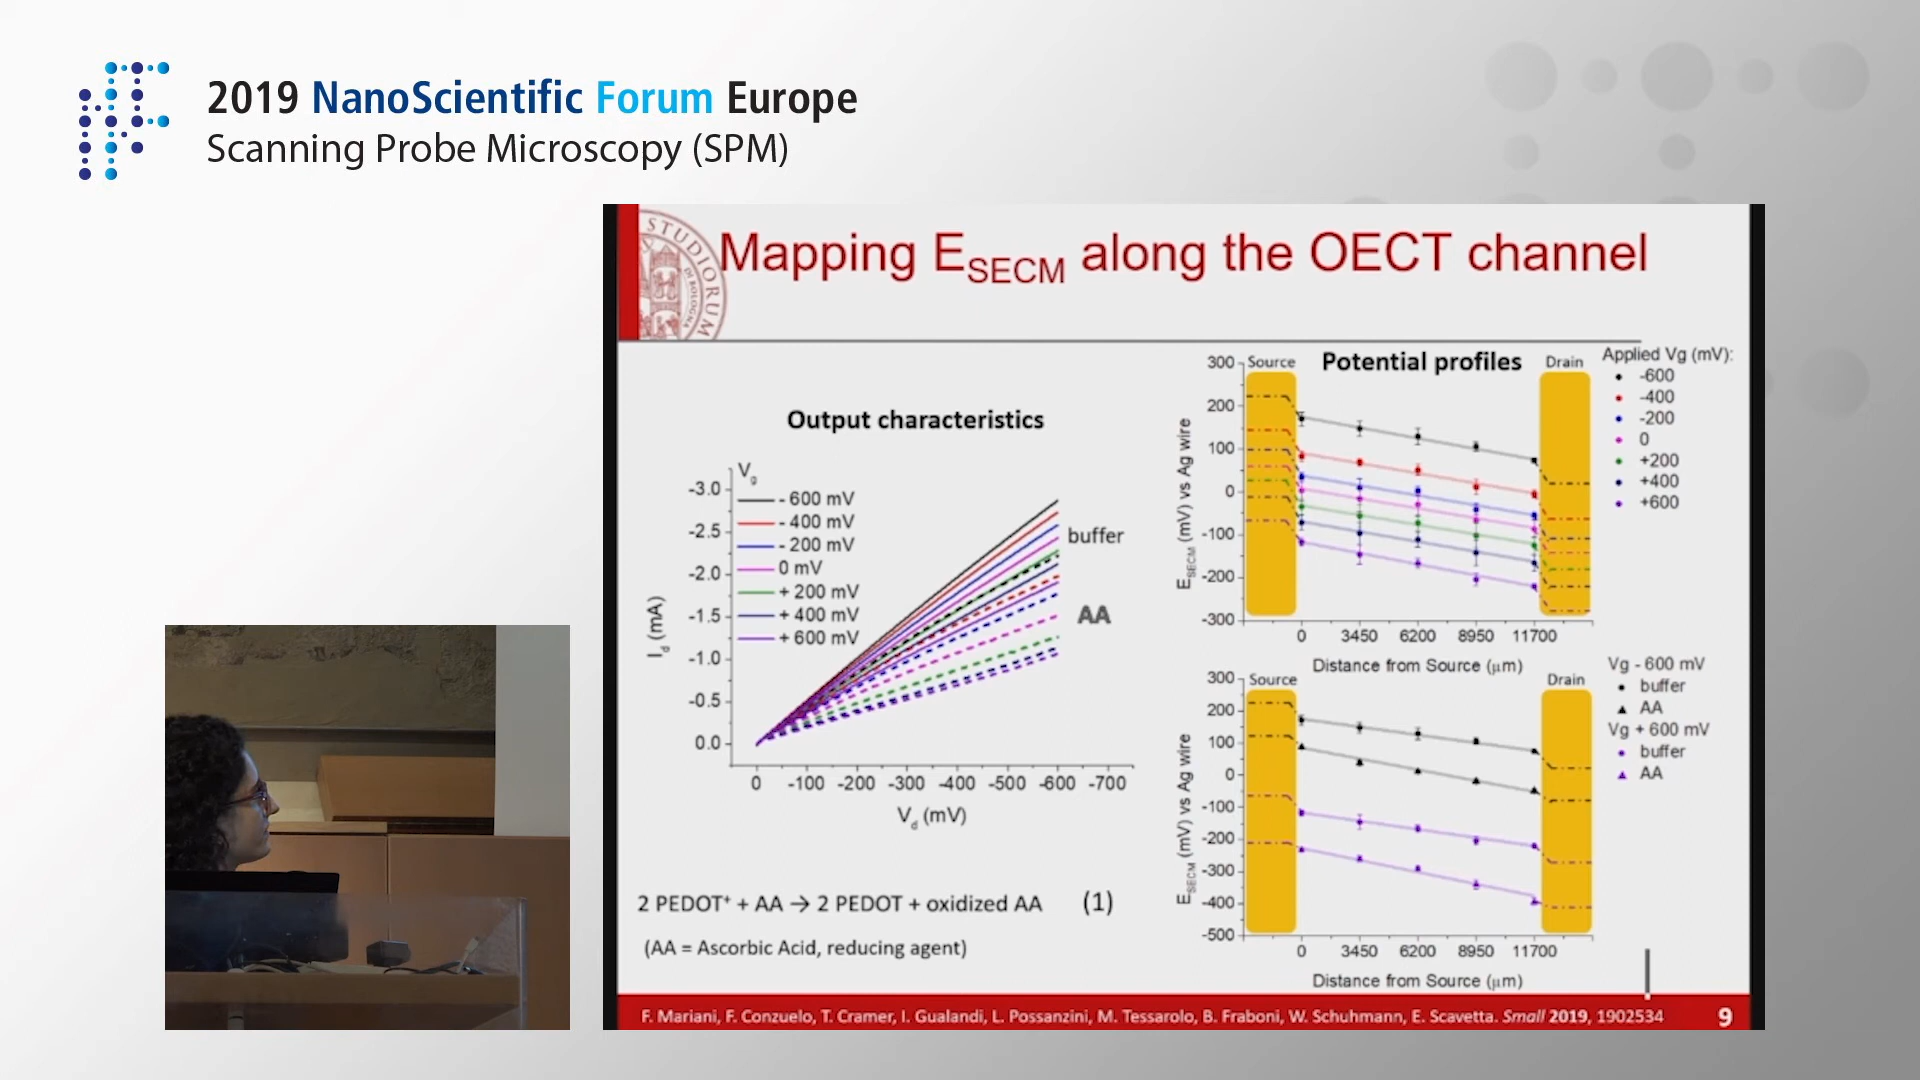 2019 NanoScientific Forum Europe
Scanning Probe Microscopy (SPM)
STUDIORUM
DI BOLOGNA
Mapping E_SECM along the OECT channel
Output characteristics
V_g
- 600 mV
- 400 mV
- 200 mV
0 mV
+ 200 mV
+ 400 mV
+ 600 mV
buffer
AA
I_d (mA)
-3.0
-2.5
-2.0
-1.5
-1.0
-0.5
0.0
0 -100 -200 -300 -400 -500 -600 -700
V_d (mV)
2 PEDOT⁺ + AA → 2 PEDOT + oxidized AA (1)
(AA = Ascorbic Acid, reducing agent)
Source Potential profiles Drain
E_SECM (mV) vs Ag wire
300
200
100
0
-100
-200
-300
0 3450 6200 8950 11700
Distance from Source (μm)
Applied Vg (mV):
-600
-400
-200
0
+200
+400
+600
Source Drain
E_SECM (mV) vs Ag wire
300
200
100
0
-100
-200
-300
-400
-500
0 3450 6200 8950 11700
Distance from Source (μm)
Vg - 600 mV
buffer
AA
Vg + 600 mV
buffer
AA
F. Mariani, F. Conzuelo, T. Cramer, I. Gualandi, L. Possanzini, M. Tessarolo, B. Fraboni, W. Schuhmann, E. Scavetta. Small 2019, 1902534
9